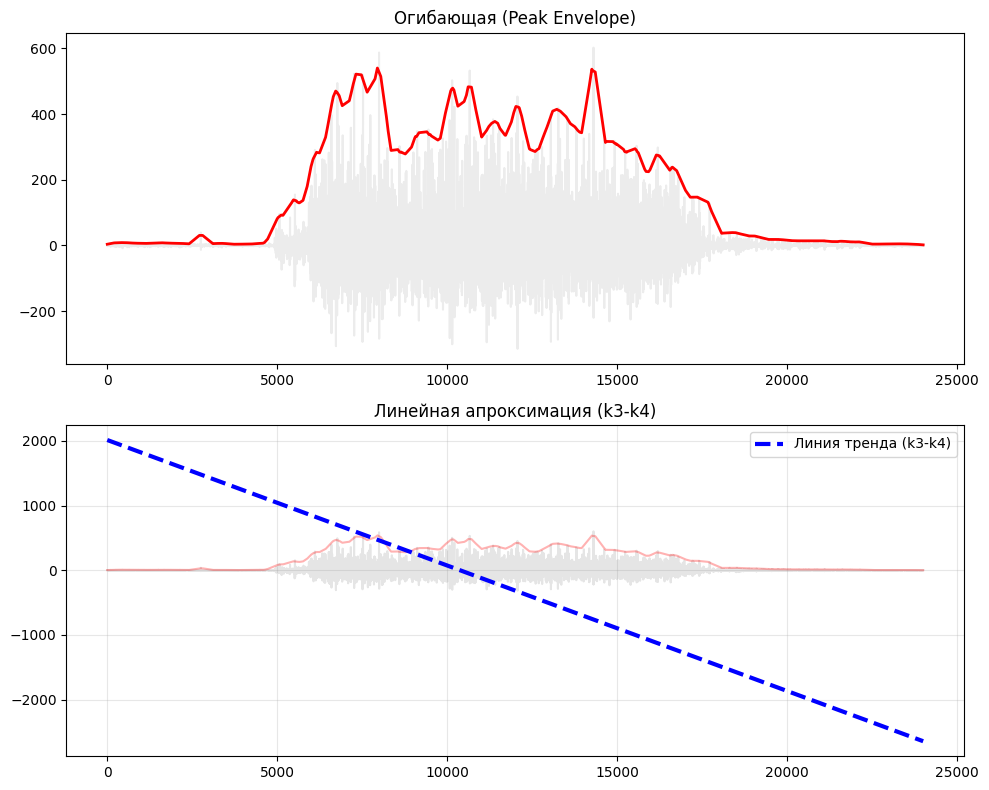 Огибающая (Peak Envelope)
600
400
200
0
−200
0 5000 10000 15000 20000 25000
Линейная апроксимация (k3-k4)
Линия тренда (k3-k4)
2000
1000
0
−1000
−2000
0 5000 10000 15000 20000 25000